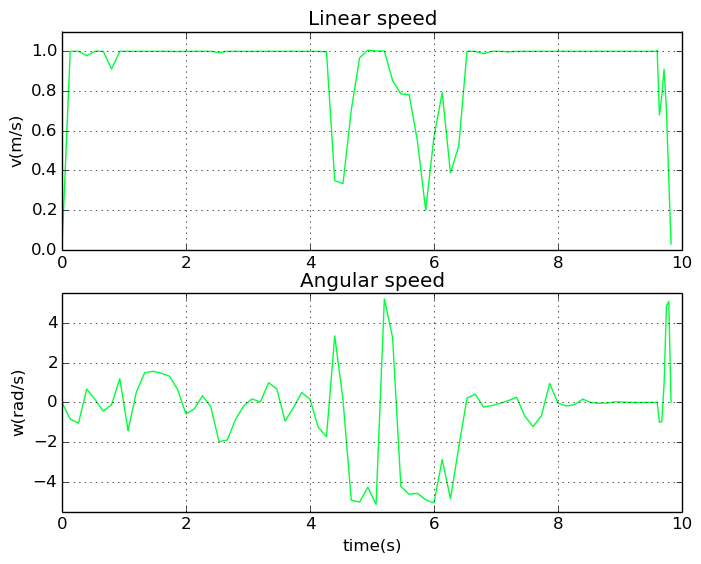 Linear speed
v(m/s)
1.0
0.8
0.6
0.4
0.2
0.0
0 2 4 6 8 10
Angular speed
w(rad/s)
4
2
0
−2
−4
0 2 4 6 8 10
time(s)